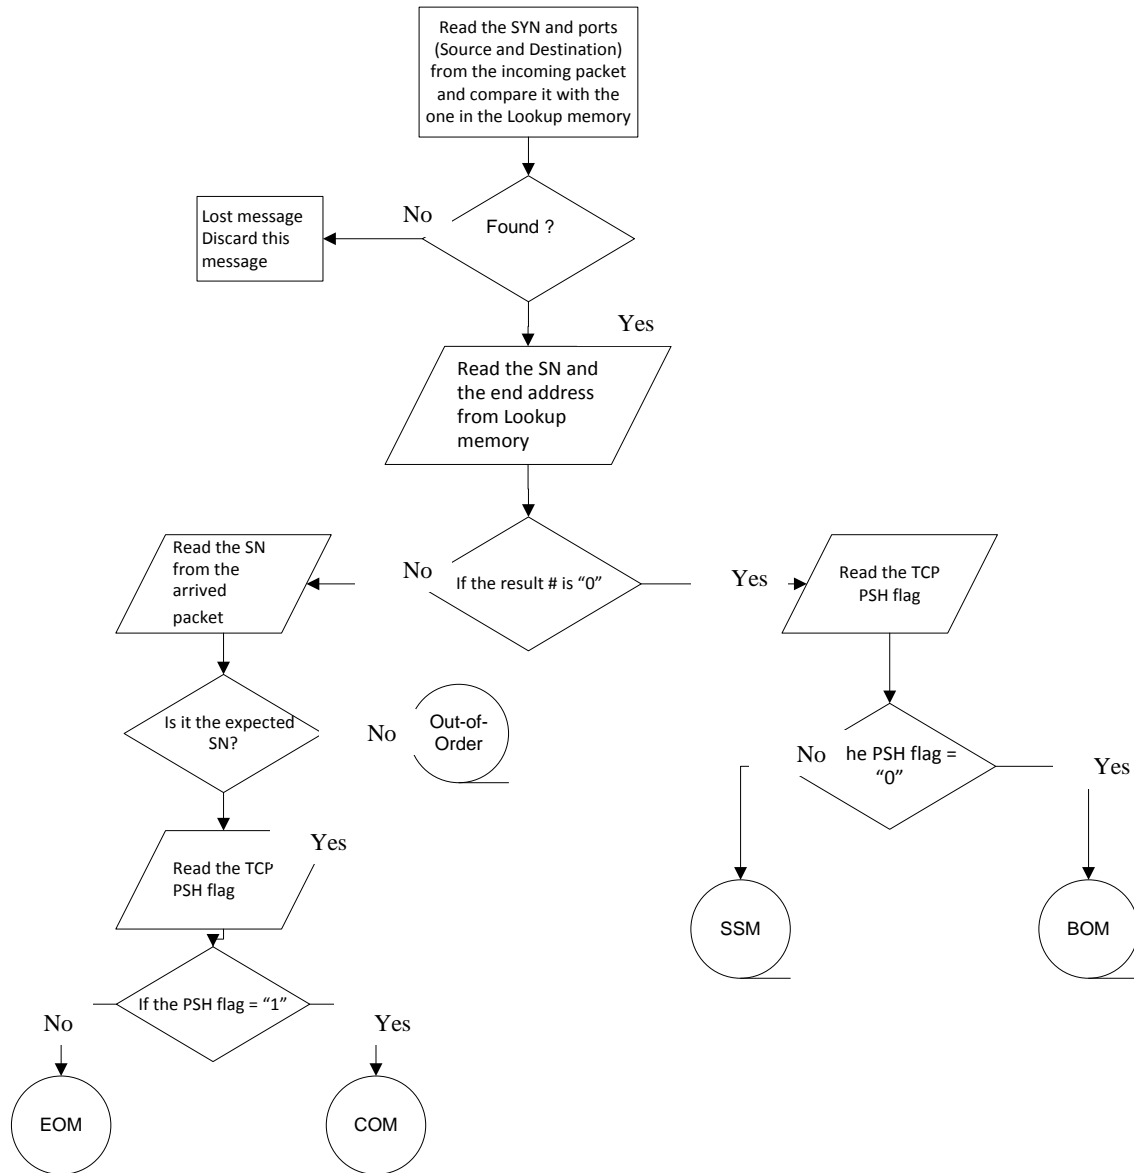 Read the SYN and ports
(Source and Destination)
from the incoming packet
and compare it with the
one in the Lookup memory
No
Found ?
Lost message
Discard this
message
Yes
Read the SN and
the end address
from Lookup
memory
Read the SN
from the
arrived
packet
No
If the result # is “0”
Yes
Read the TCP
PSH flag
Is it the expected
SN?
No
Out-of-
Order
No
he PSH flag =
“0”
Yes
Read the TCP
PSH flag
Yes
SSM
BOM
If the PSH flag = “1”
No
Yes
EOM
COM